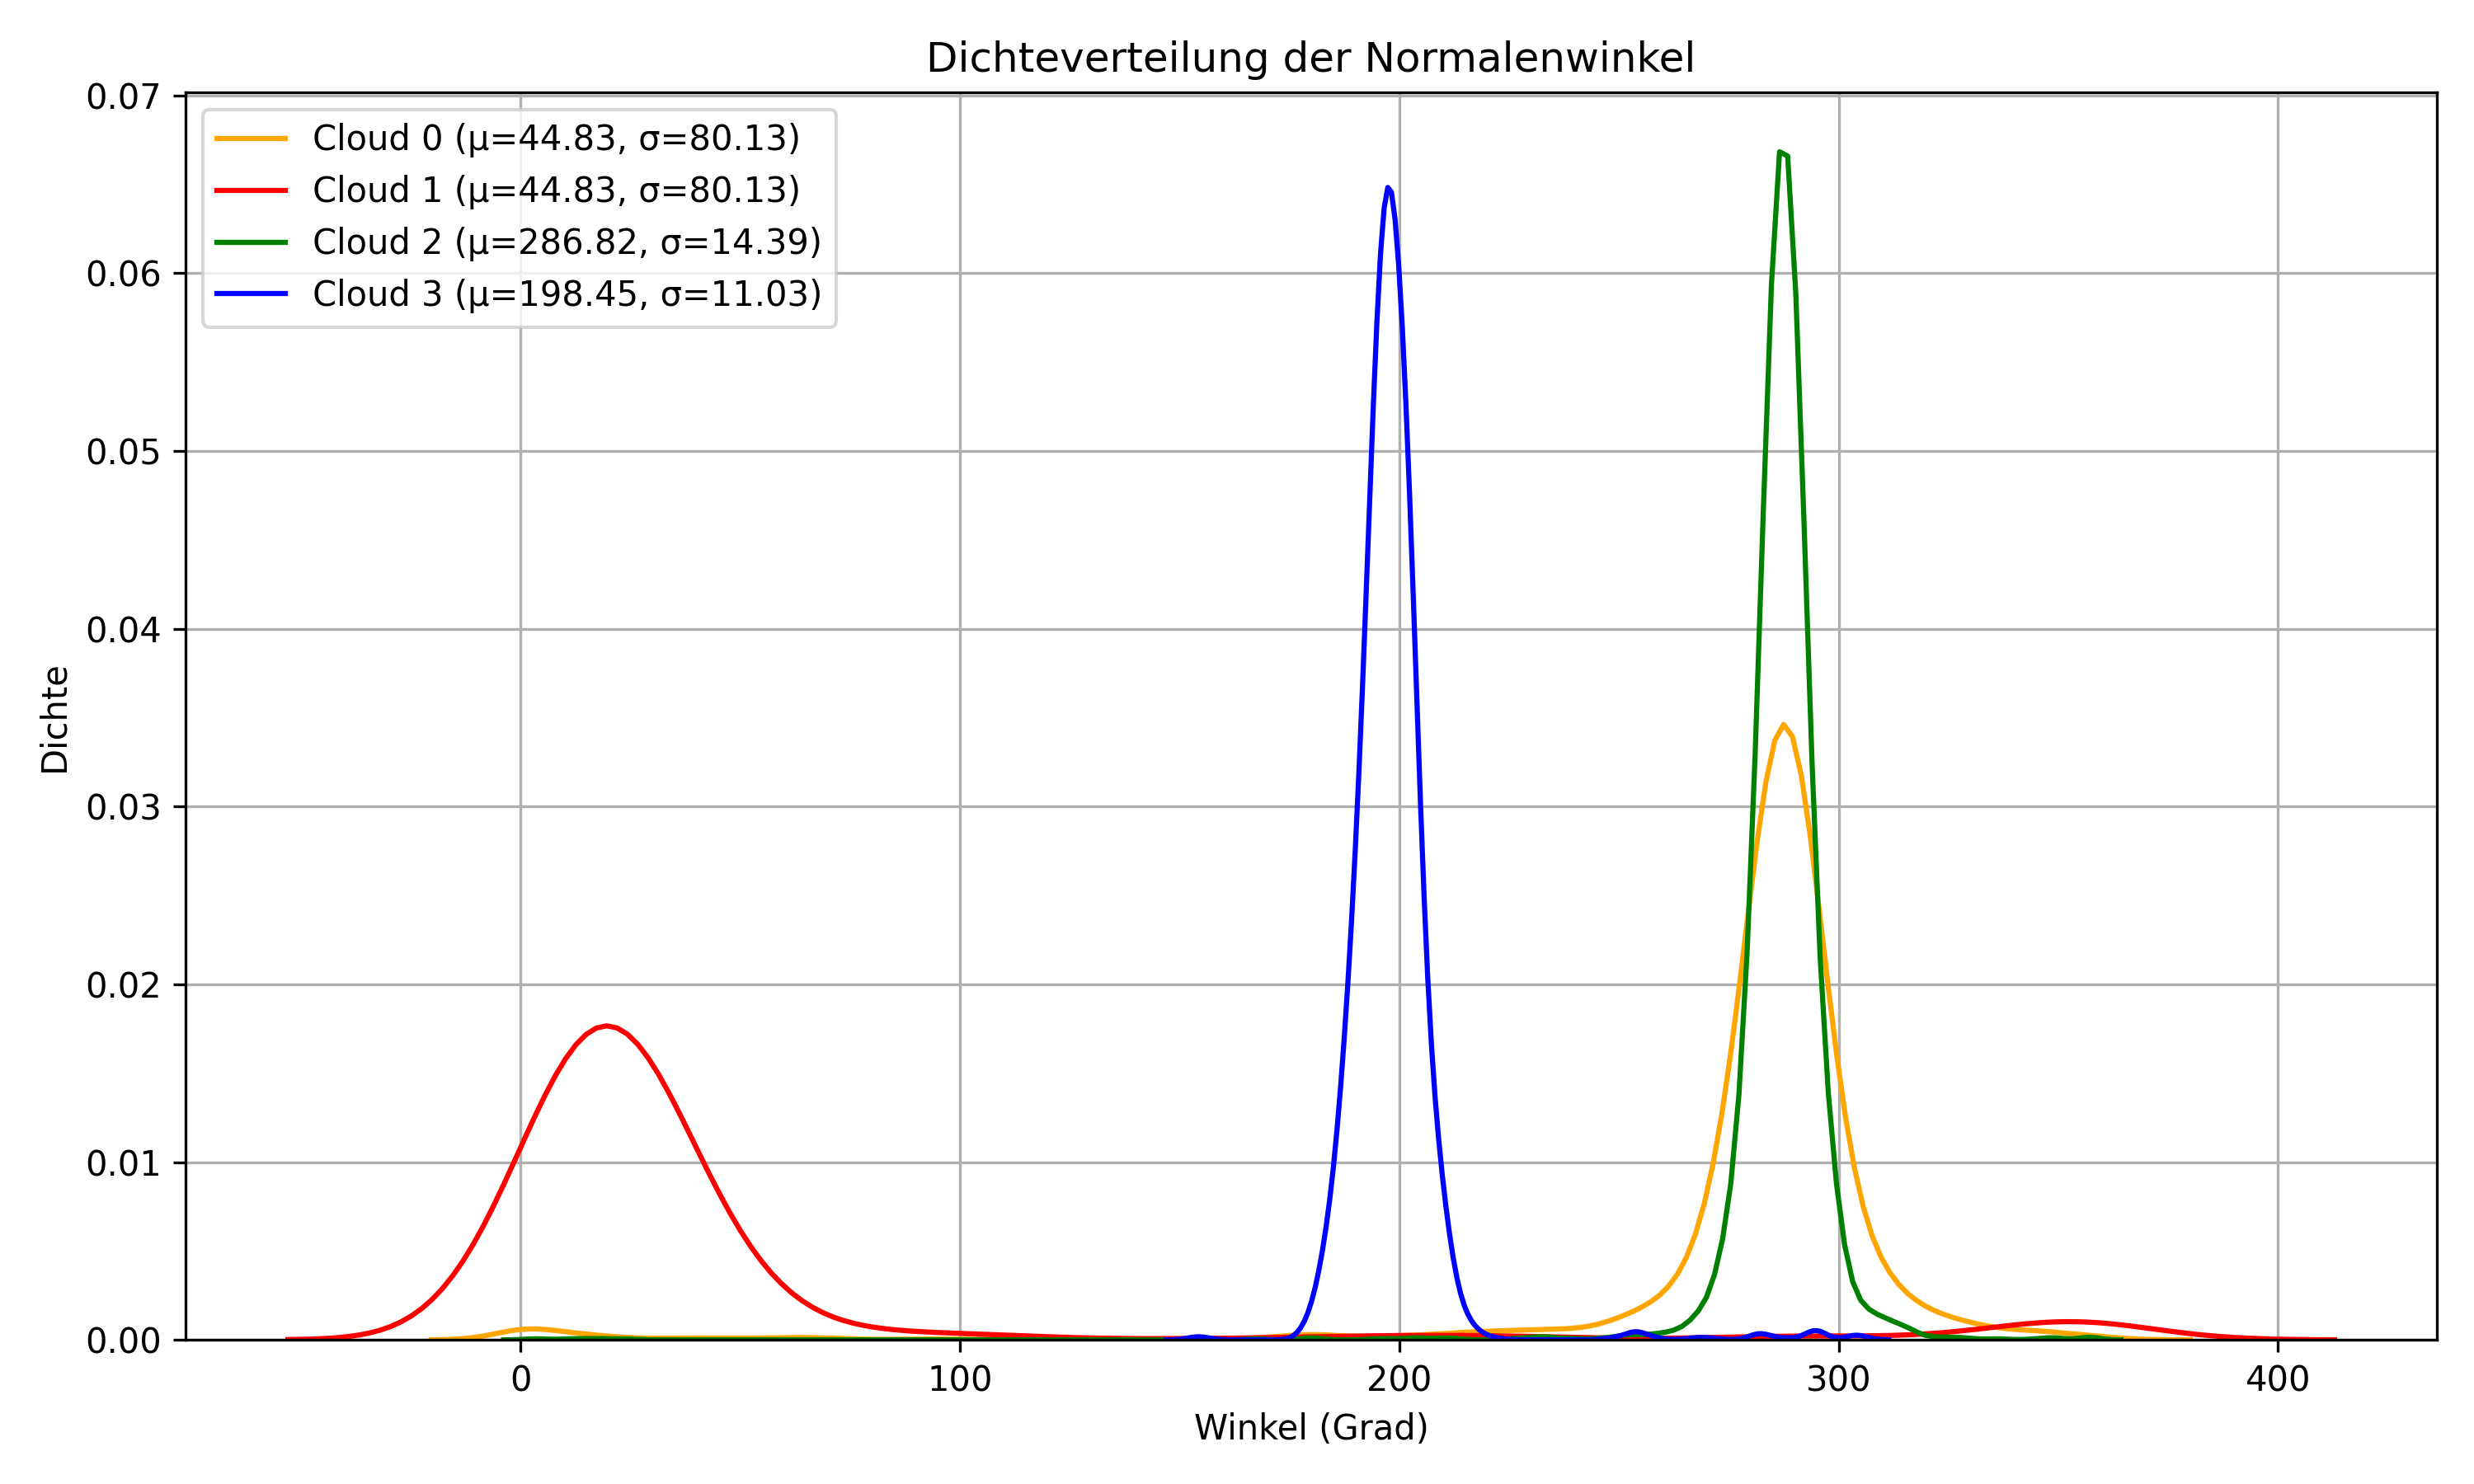 Dichteverteilung der Normalenwinkel
Cloud 0 (μ=44.83, σ=80.13)
Cloud 1 (μ=44.83, σ=80.13)
Cloud 2 (μ=286.82, σ=14.39)
Cloud 3 (μ=198.45, σ=11.03)
0.07
0.06
0.05
0.04
0.03
0.02
0.01
0.00
Dichte
0 100 200 300 400
Winkel (Grad)